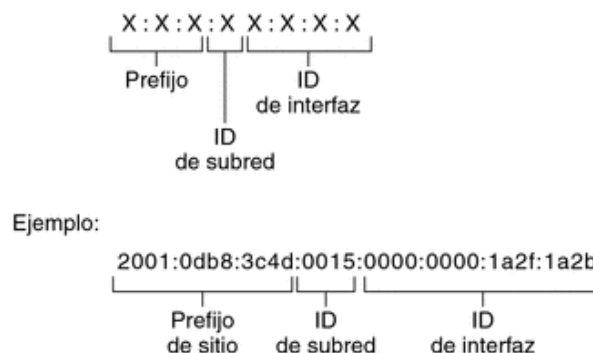 X : X : X : X X : X : X : X
Prefijo
ID
de interfaz
ID
de subred
Ejemplo:
2001:0db8:3c4d:0015:0000:0000:1a2f:1a2b
Prefijo
de sitio
ID
de subred
ID
de interfaz